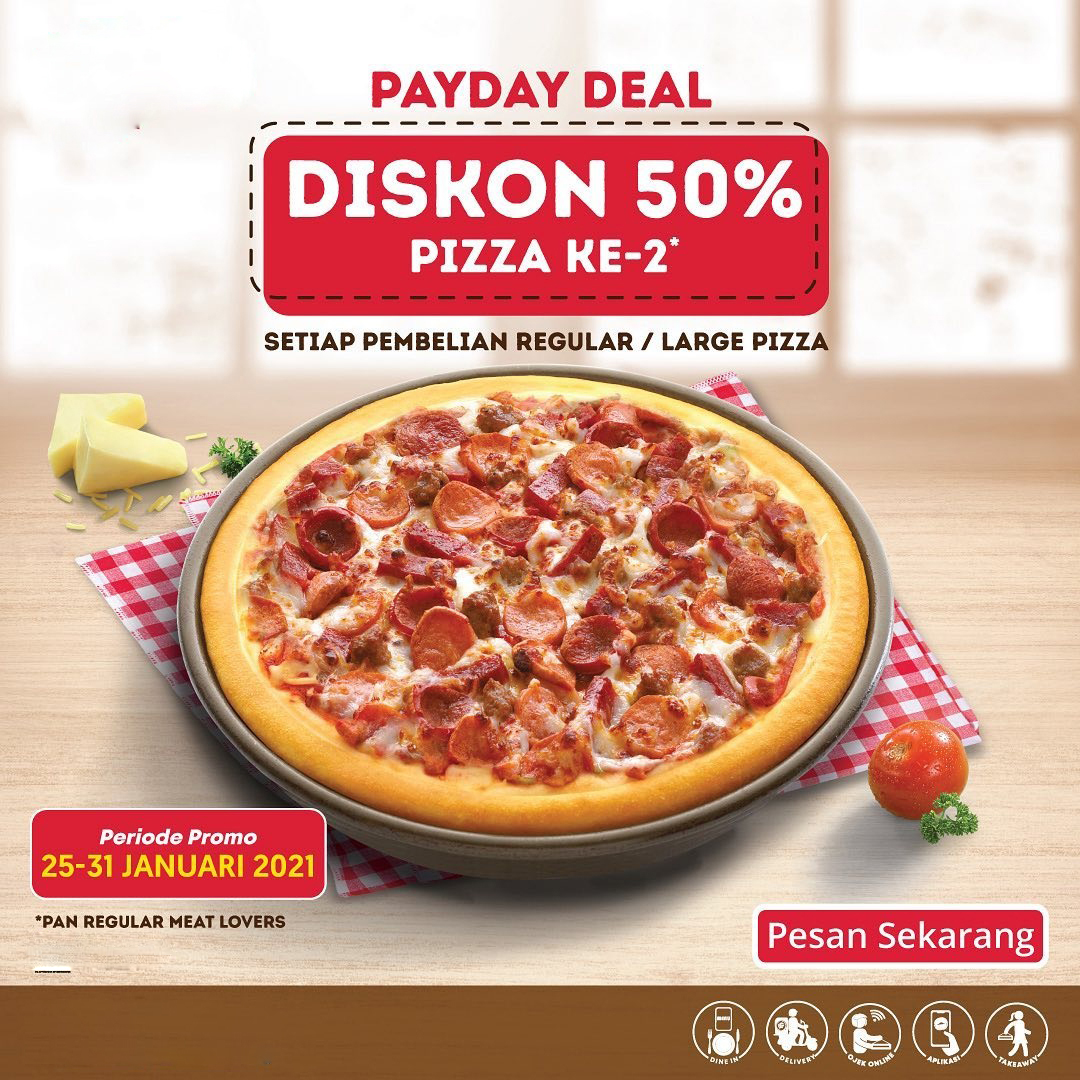 PAYDAY DEAL
DISKON 50%
PIZZA KE-2*
SETIAP PEMBELIAN REGULAR / LARGE PIZZA
Periode Promo
25-31 JANUARI 2021
*PAN REGULAR MEAT LOVERS
Pesan Sekarang
menu
DINE IN
DELIVERY
OJEK ONLINE
APLIKASI
TAKEAWAY